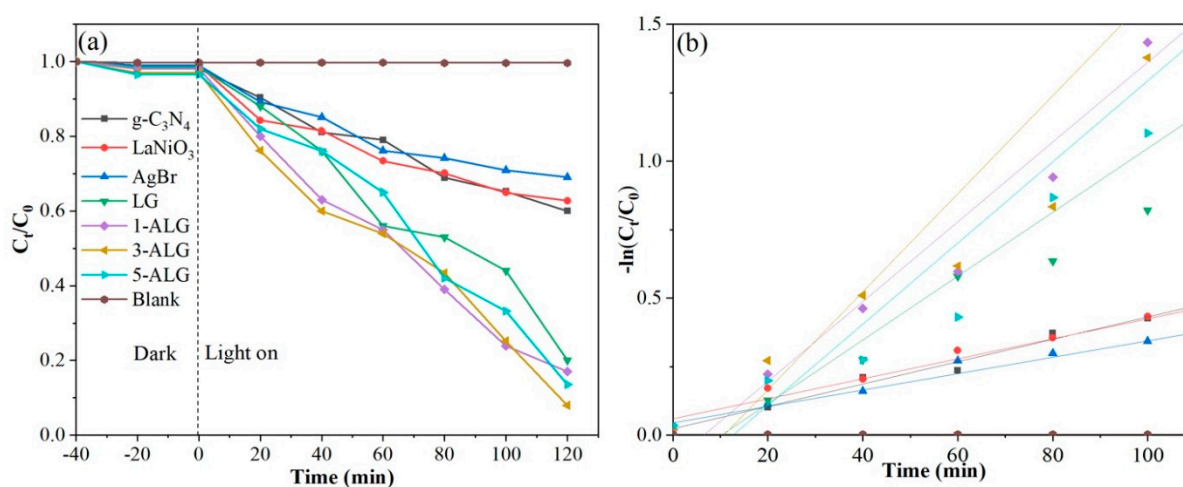 (a)
1.0
0.8
0.6
0.4
0.2
0.0
Ct/C0
g-C3N4
LaNiO3
AgBr
LG
1-ALG
3-ALG
5-ALG
Blank
Dark
Light on
-40 -20 0 20 40 60 80 100 120
Time (min)
(b)
-1.5
1.0
0.5
0.0
-ln(Ct/C0)
0 20 40 60 80 100
Time (min)